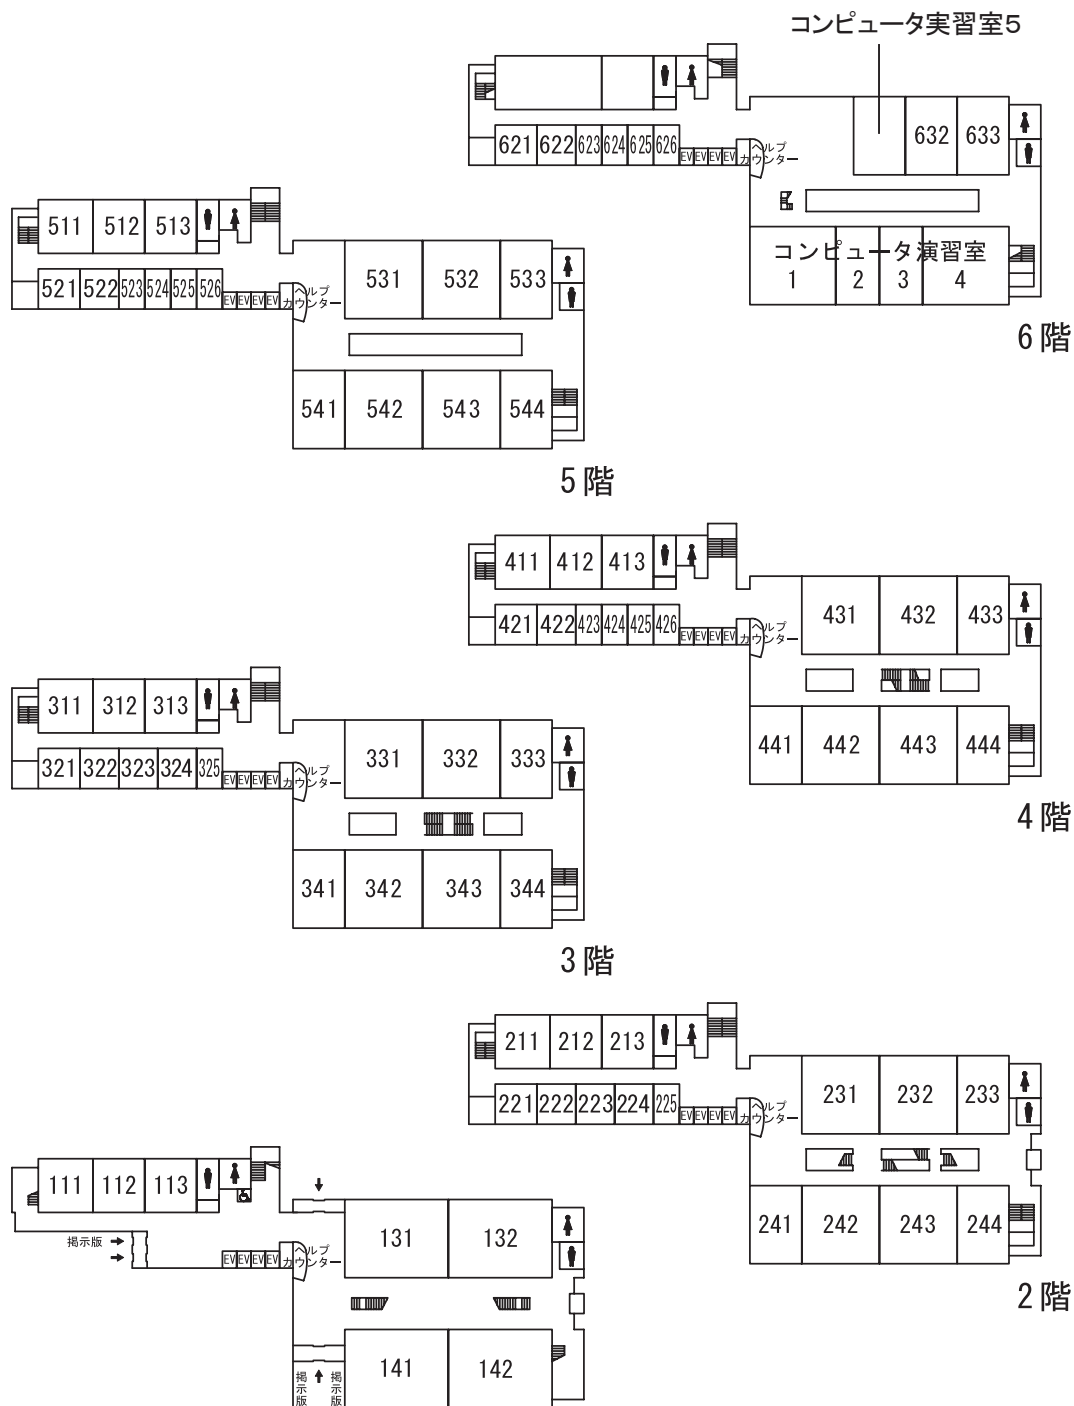 コンピュータ実習室5
621 622 623 624 625 626
EV EV EV EV
ヘルプ
カウンター
632 633
コンピュータ演習室
1 2 3 4
6階
511 512 513
521 522 523 524 525 526
EV EV EV EV
ヘルプ
カウンター
531 532 533
541 542 543 544
5階
411 412 413
421 422 423 424 425 426
EV EV EV EV
ヘルプ
カウンター
431 432 433
441 442 443 444
4階
311 312 313
321 322 323 324 325
EV EV EV EV
ヘルプ
カウンター
331 332 333
341 342 343 344
3階
211 212 213
221 222 223 224 225
EV EV EV EV
ヘルプ
カウンター
231 232 233
241 242 243 244
2階
111 112 113
掲示版
EV EV EV EV
ヘルプ
カウンター
131 132
141 142
掲示版
掲示版